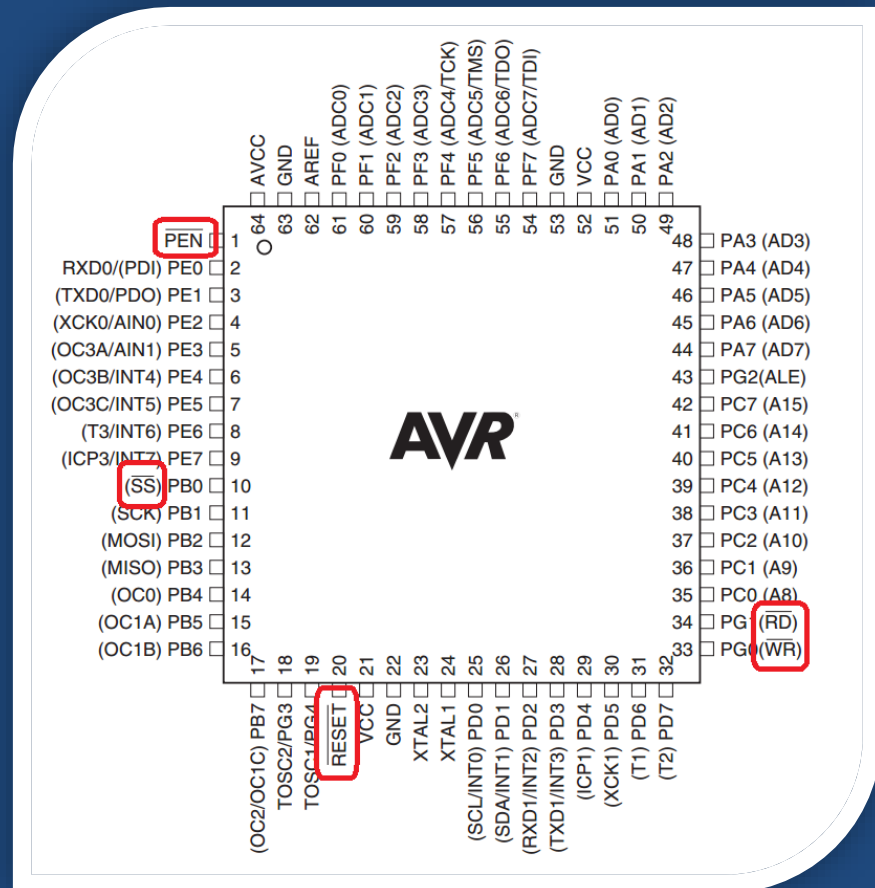 AVCC
GND
AREF
PF0 (ADC0)
PF1 (ADC1)
PF2 (ADC2)
PF3 (ADC3)
PF4 (ADC4/TCK)
PF5 (ADC5/TMS)
PF6 (ADC6/TDO)
PF7 (ADC7/TDI)
GND
VCC
PA0 (AD0)
PA1 (AD1)
PA2 (AD2)
64
63
62
61
60
59
58
57
56
55
54
53
52
51
50
49
PEN 1
RXD0/(PDI) PE0 2
(TXD0/PDO) PE1 3
(XCK0/AIN0) PE2 4
(OC3A/AIN1) PE3 5
(OC3B/INT4) PE4 6
(OC3C/INT5) PE5 7
(T3/INT6) PE6 8
(ICP3/INT7) PE7 9
(SS) PB0 10
(SCK) PB1 11
(MOSI) PB2 12
(MISO) PB3 13
(OC0) PB4 14
(OC1A) PB5 15
(OC1B) PB6 16
AVR®
48 PA3 (AD3)
47 PA4 (AD4)
46 PA5 (AD5)
45 PA6 (AD6)
44 PA7 (AD7)
43 PG2(ALE)
42 PC7 (A15)
41 PC6 (A14)
40 PC5 (A13)
39 PC4 (A12)
38 PC3 (A11)
37 PC2 (A10)
36 PC1 (A9)
35 PC0 (A8)
34 PG1(RD)
33 PG0(WR)
17
18
19
20
21
22
23
24
25
26
27
28
29
30
31
32
(OC2/OC1C) PB7
TOSC2/PG3
TOSC1/PG4
RESET
VCC
GND
XTAL2
XTAL1
(SCL/INT0) PD0
(SDA/INT1) PD1
(RXD1/INT2) PD2
(TXD1/INT3) PD3
(ICP1) PD4
(XCK1) PD5
(T1) PD6
(T2) PD7